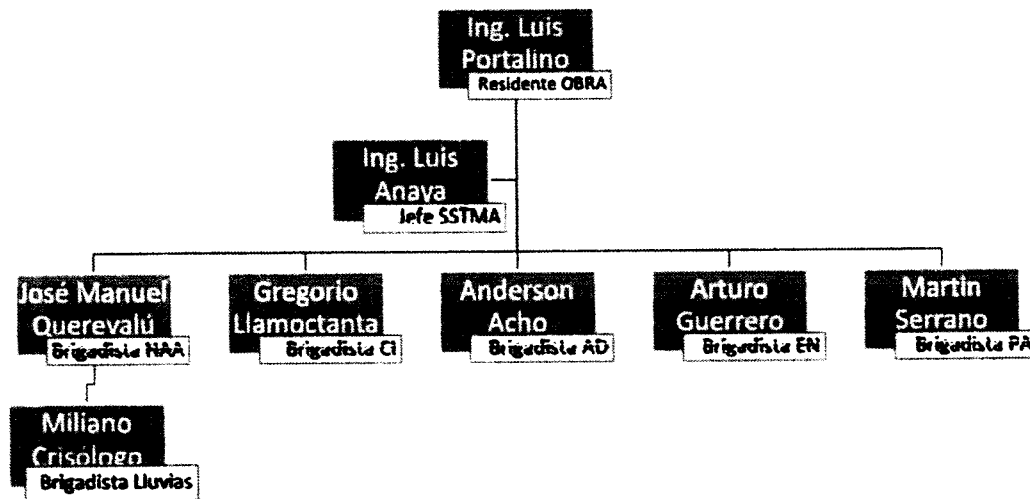 Ing. Luis
Portalino
Residente OBRA
Ing. Luis
Anaya
Jefe SSTMA
José Manuel
Querevalú
Brigadista HAA
Gregorio
Llamoctanta
Brigadista CI
Anderson
Acho
Brigadista AD
Arturo
Guerrero
Brigadista EN
Martin
Serrano
Brigadista PA
Miliano
Crisólogo
Brigadista Lluvias